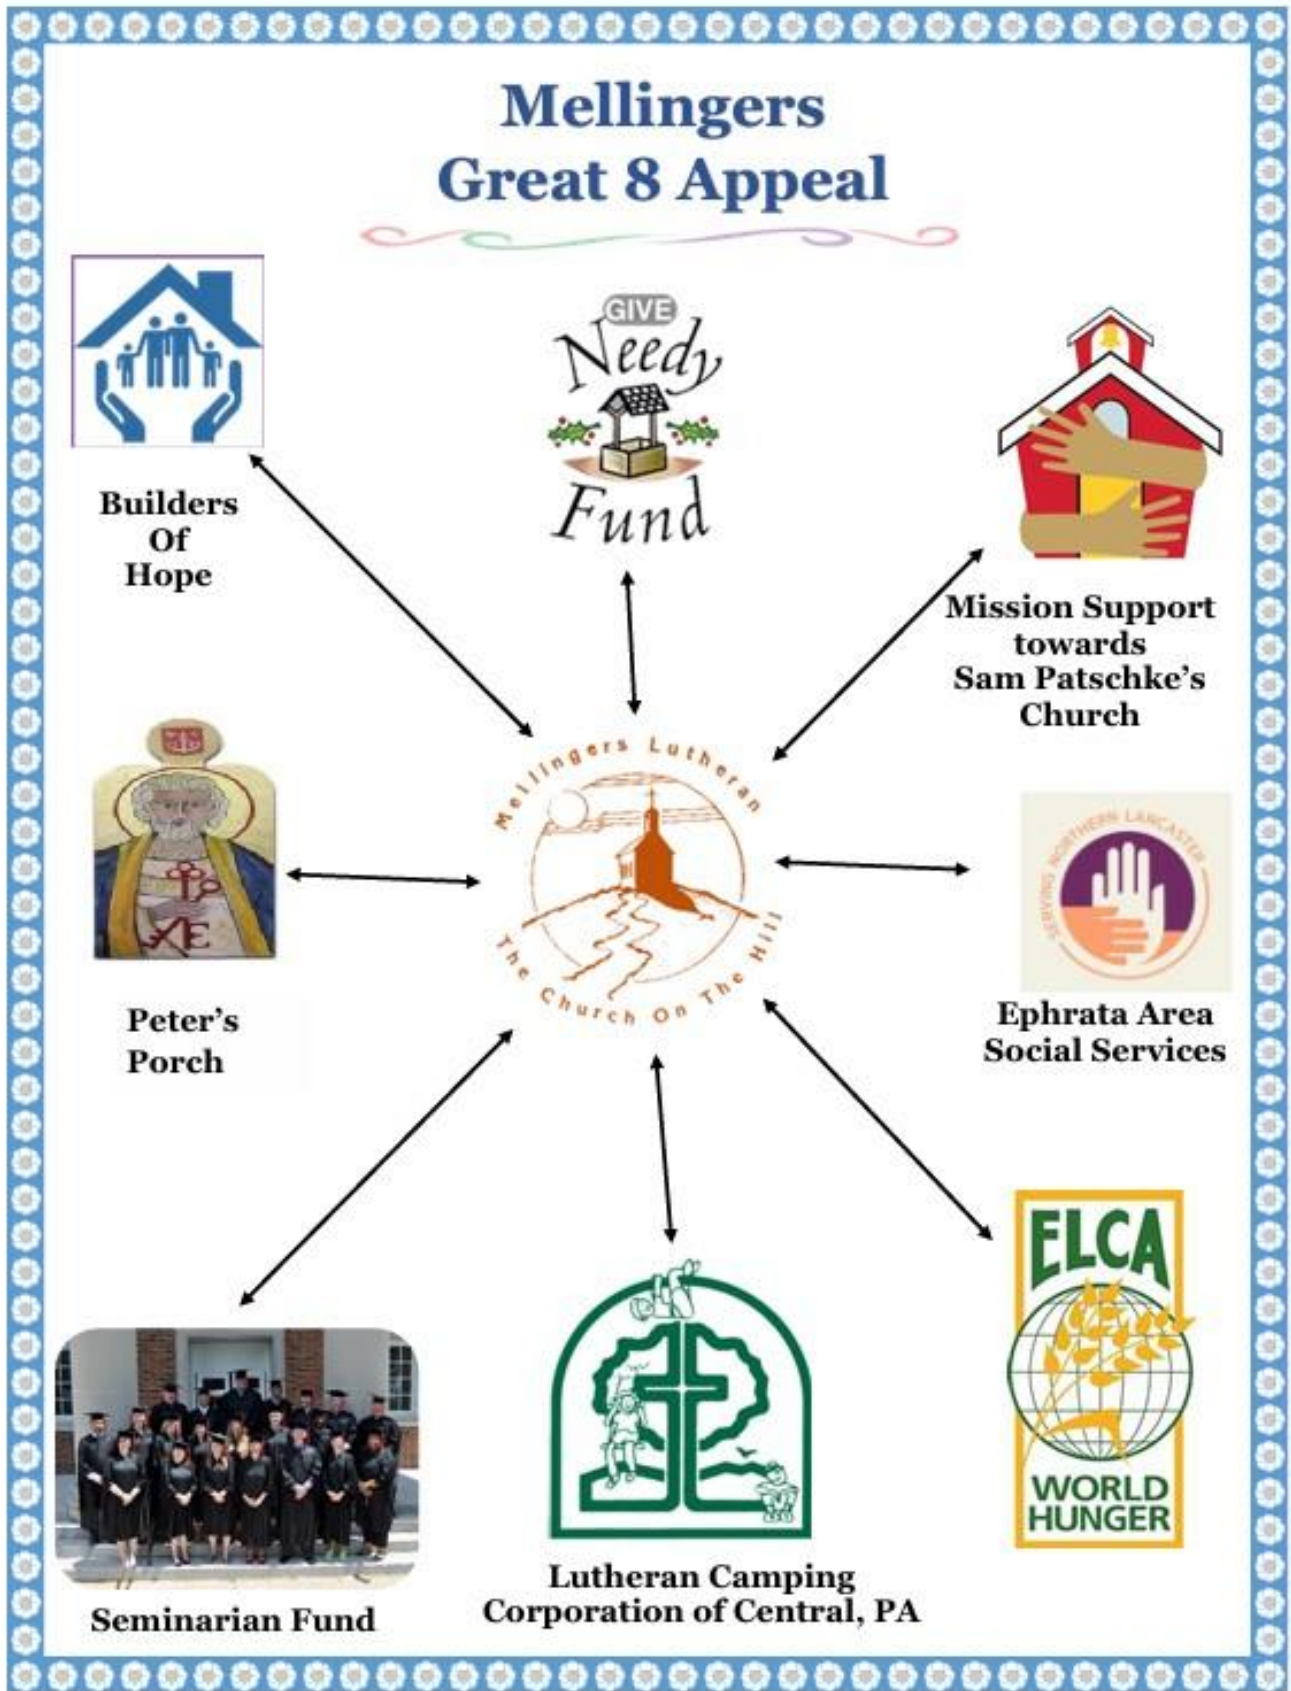 Mellingers
Great 8 Appeal
GIVE
Needy
Fund
Builders
Of
Hope
Mission Support
towards
Sam Patschke's
Church
Mellingers Lutheran
The Church On The Hill
Peter's
Porch
SERVING NORTHERN LANCASTER
Ephrata Area
Social Services
ELCA
WORLD
HUNGER
Seminarian Fund
Lutheran Camping
Corporation of Central, PA